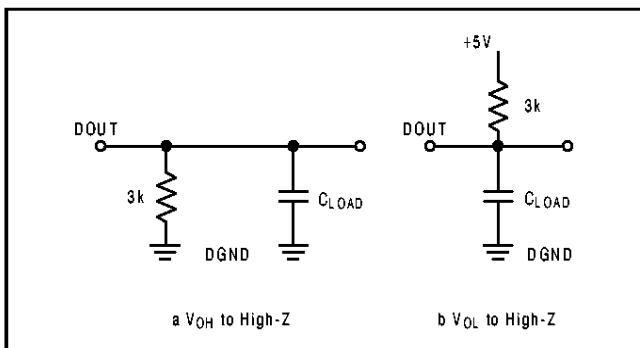 +5V
3k
DOUT
DOUT
3k
CLOAD
CLOAD
DGND
DGND
a VOH to High-Z
b VOL to High-Z